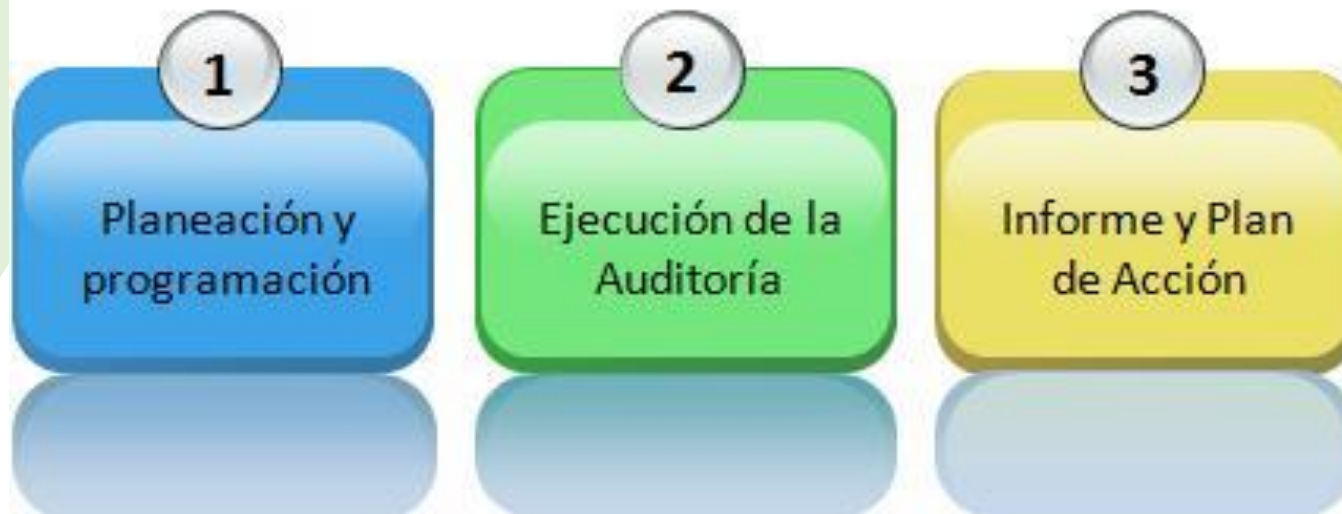 1
Planeación y
programación
2
Ejecución de la
Auditoría
3
Informe y Plan
de Acción